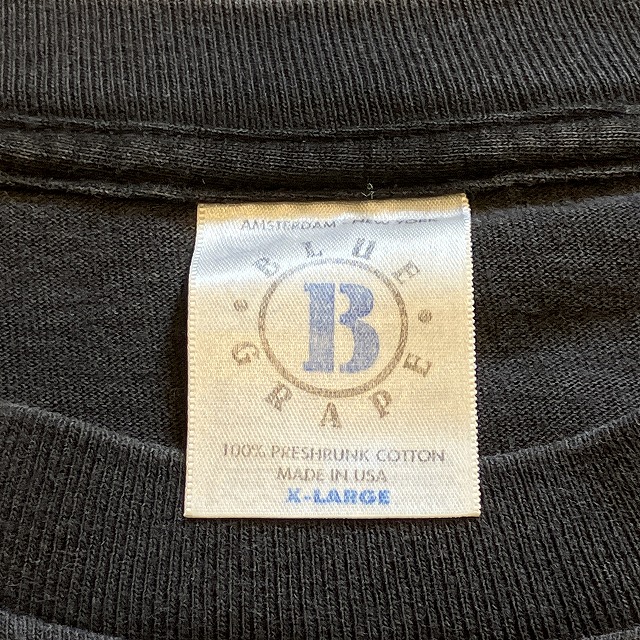 AMSTERDAM NEW YORK
BLUE
B
GRAPE
100% PRESHRUNK COTTON
MADE IN USA
X-LARGE